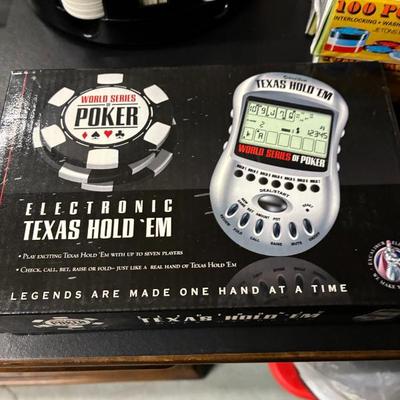 100 PO
INTERLOCKING • WASH
JETONS
WORLD SERIES
OF
POKER
TEXAS HOLD 'EM
WORLD SERIES OF POKER
DEAL/START
ELECTRONIC
TEXAS HOLD 'EM
• PLAY EXCITING TEXAS HOLD 'EM WITH UP TO SEVEN PLAYERS
• CHECK, CALL, BET, RAISE OR FOLD– JUST LIKE A REAL HAND OF TEXAS HOLD 'EM
LEGENDS ARE MADE ONE HAND AT A TIME
TEXAS HOLD 'EM